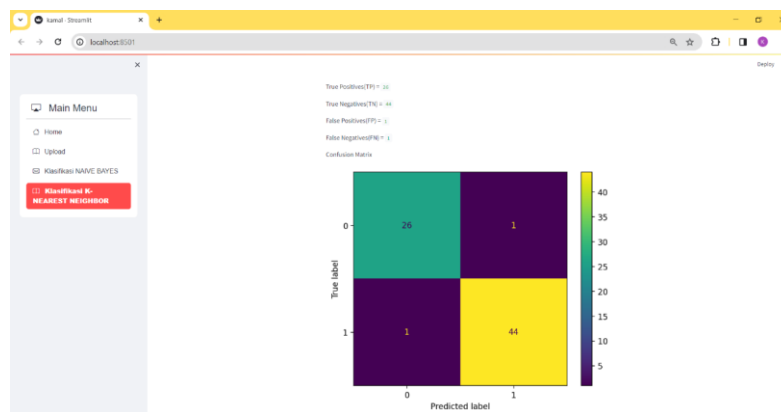 kamal · Streamlit
localhost:8501
Deploy
Main Menu
Home
Upload
Klasifikasi NAIVE BAYES
Klasifikasi K-
NEAREST NEIGHBOR
True Positives(TP) = 26
True Negatives(TN) = 44
False Positives(FP) = 1
False Negatives(FN) = 1
Confusion Matrix
0
26
1
1
1
44
0
1
True label
Predicted label
40
35
30
25
20
15
10
5